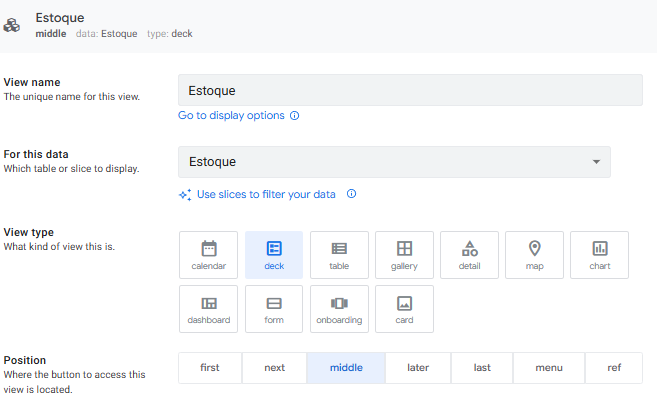 Estoque
middle data: Estoque type: deck
View name
The unique name for this view.
Estoque
Go to display options
For this data
Which table or slice to display.
Estoque
Use slices to filter your data
View type
What kind of view this is.
calendar deck table gallery detail map chart
dashboard form onboarding card
Position
Where the button to access this
view is located.
first next middle later last menu ref